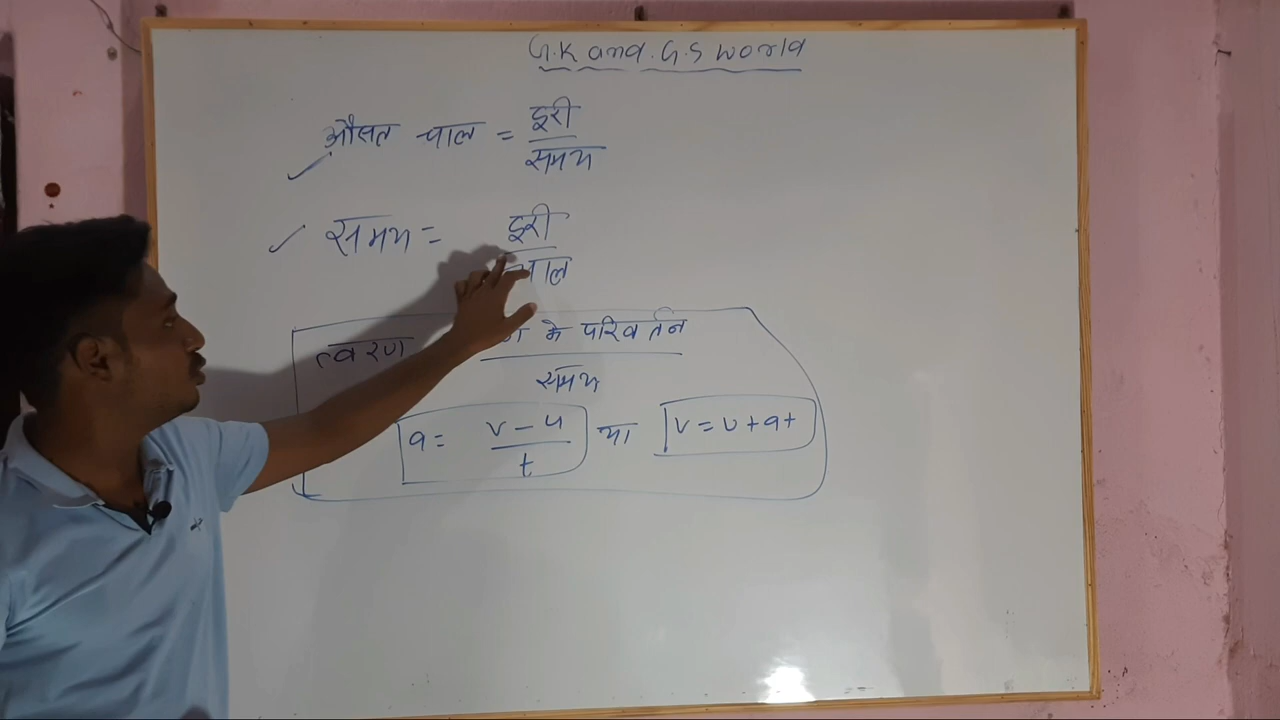 G.K and. G.S world
औसत चाल = दूरी
समय
समय = दूरी
चाल
त्वरण के परिवर्तन
समय
a = v - u / t या v = u + at